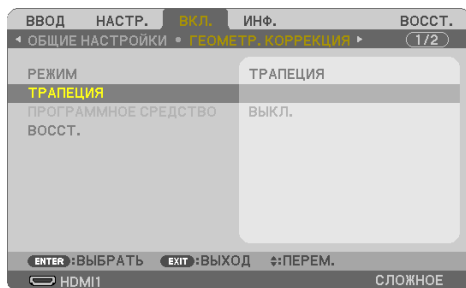 ВВОД НАСТР. ВКЛ. ИНФ. ВОССТ.
ОБЩИЕ НАСТРОЙКИ • ГЕОМЕТР. КОРРЕКЦИЯ (1/2)
РЕЖИМ ТРАПЕЦИЯ
ТРАПЕЦИЯ
ПРОГРАММНОЕ СРЕДСТВО ВЫКЛ.
ВОССТ.
ENTER :ВЫБРАТЬ EXIT :ВЫХОД :ПЕРЕМ.
HDMI1 СЛОЖНОЕ